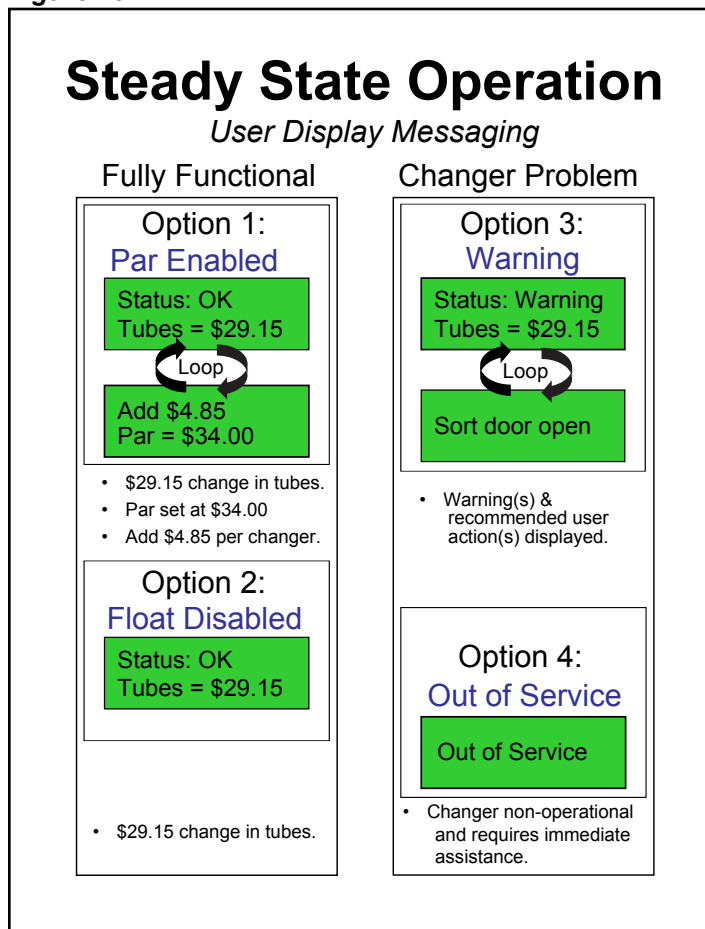 Steady State Operation
User Display Messaging
Fully Functional
Option 1:
Par Enabled
Status: OK
Tubes = $29.15
Loop
Add $4.85
Par = $34.00
• $29.15 change in tubes.
• Par set at $34.00
• Add $4.85 per changer.
Option 2:
Float Disabled
Status: OK
Tubes = $29.15
• $29.15 change in tubes.
Changer Problem
Option 3:
Warning
Status: Warning
Tubes = $29.15
Loop
Sort door open
• Warning(s) &
recommended user
action(s) displayed.
Option 4:
Out of Service
Out of Service
• Changer non-operational
and requires immediate
assistance.